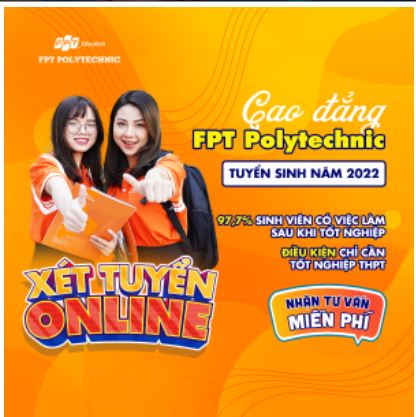 FPT Education
FPT POLYTECHNIC
Cao đẳng
FPT Polytechnic
TUYỂN SINH NĂM 2022
97,7% SINH VIÊN CÓ VIỆC LÀM
SAU KHI TỐT NGHIỆP
ĐIỀU KIỆN CHỈ CẦN
TỐT NGHIỆP THPT
XÉT TUYỂN
ONLINE
NHẬN TƯ VẤN
MIỄN PHÍ